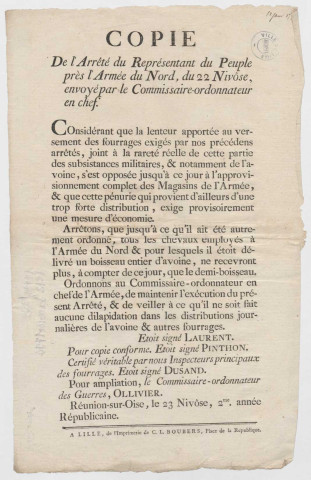 COPIE
De l'Arrêté du Représentant du Peuple
près l'Armée du Nord, du 22 Nivôse,
envoyé par le Commissaire-ordonnateur
en chef.
COnsidérant que la lenteur apportée au ver-
sement des fourrages exigés par nos précédens
arrêtés, joint à la rareté réelle de cette partie
des subsistances militaires, & notamment de l'a-
voine, s'est opposée jusqu'à ce jour à l'approvi-
sionnement complet des Magasins de l'Armée,
& que cette pénurie qui provient d'ailleurs d'une
trop forte distribution, exige provisoirement
une mesure d'économie.
Arrêtons, que jusqu'à ce qu'il ait été autre-
ment ordonné, tous les chevaux employés à
l'Armée du Nord & pour lesquels il étoit dé-
livré un boisseau entier d'avoine, ne recevront
plus, à compter de ce jour, que le demi-boisseau.
Ordonnons au Commissaire-ordonnateur en
chef de l'Armée, de maintenir l'exécution du pré-
sent Arrêté, & de veiller à ce qu'il ne soit fait
aucune dilapidation dans les distributions jour-
nalières de l'avoine & autres fourrages.
Etoit signé LAURENT.
Pour copie conforme. Etoit signé PINTHON.
Certifié véritable par nous Inspecteurs principaux
des fourrages. Etoit signé DUSAND.
Pour ampliation, le Commissaire-ordonnateur
des Guerres, OLLIVIER.
Réunion-sur-Oise, le 23 Nivôse, 2me. année
Républicaine.
A LILLE, de l'Imprimerie de C. L. BOUBERS, Place de la République.